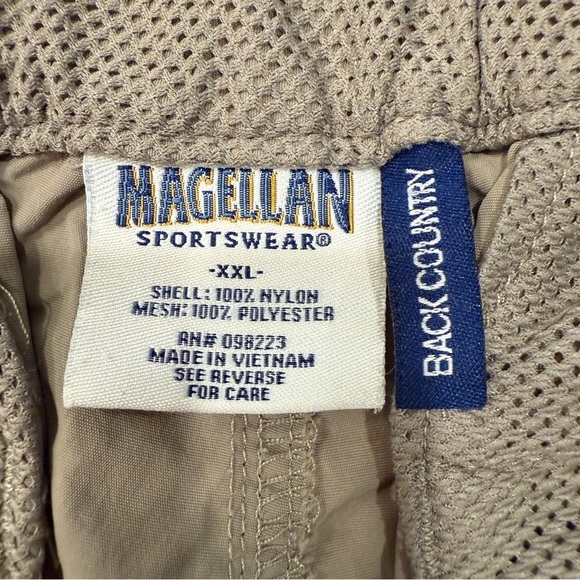 MAGELLAN
SPORTSWEAR®
-XXL-
SHELL: 100% NYLON
MESH: 100% POLYESTER
RN# 098223
MADE IN VIETNAM
SEE REVERSE
FOR CARE
BACK COUNTRY